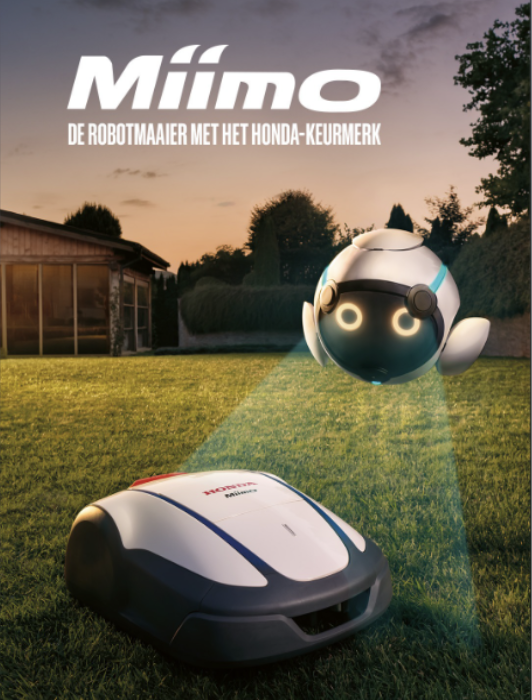 Miimo
DE ROBOTMAAIER MET HET HONDA-KEURMERK
HONDA
Miimo